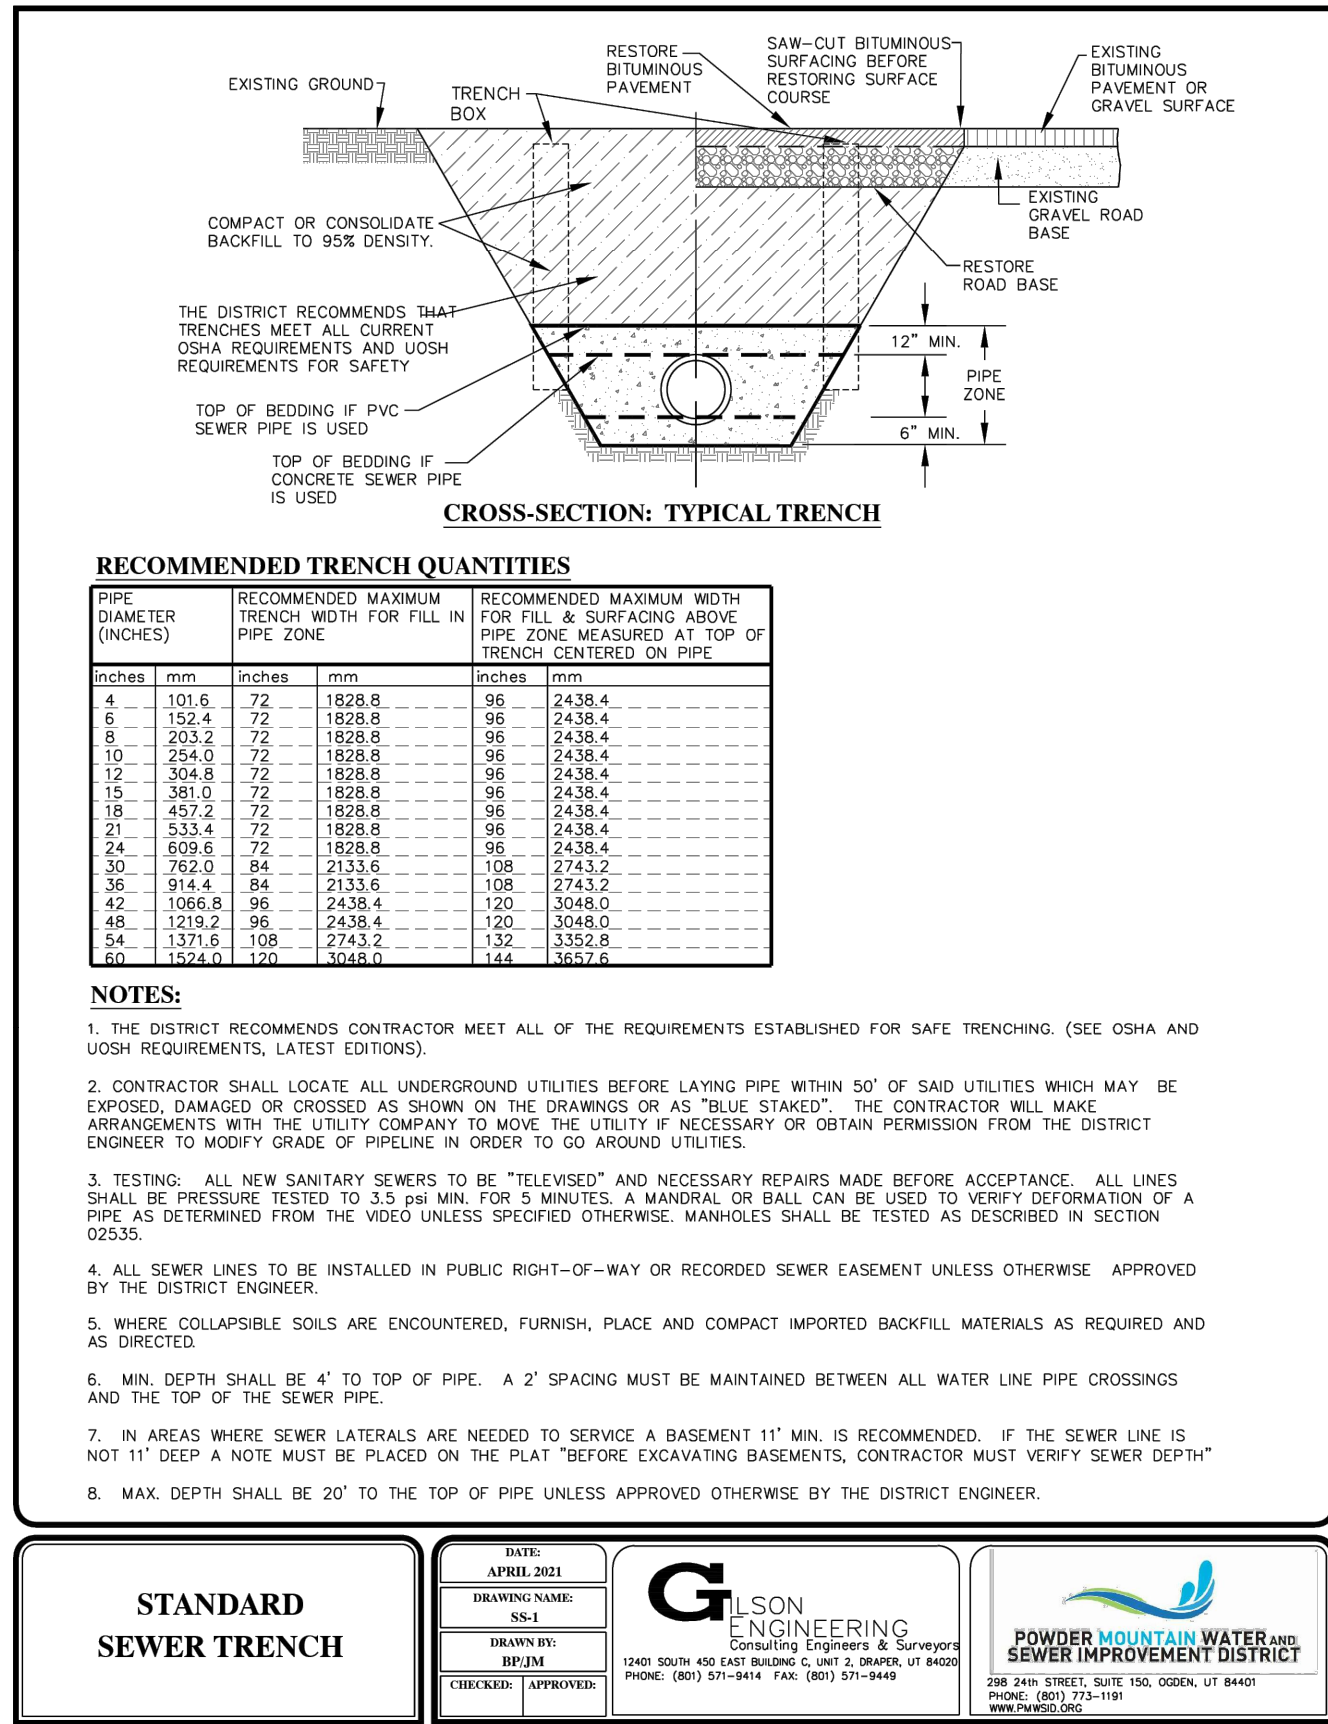 EXISTING GROUND
TRENCH
BOX
RESTORE
BITUMINOUS
PAVEMENT
SAW-CUT BITUMINOUS
SURFACING BEFORE
RESTORING SURFACE
COURSE
EXISTING
BITUMINOUS
PAVEMENT OR
GRAVEL SURFACE
COMPACT OR CONSOLIDATE
BACKFILL TO 95% DENSITY.
EXISTING
GRAVEL ROAD
BASE
RESTORE
ROAD BASE
THE DISTRICT RECOMMENDS THAT
TRENCHES MEET ALL CURRENT
OSHA REQUIREMENTS AND UOSH
REQUIREMENTS FOR SAFETY
12" MIN.
PIPE
ZONE
6" MIN.
TOP OF BEDDING IF PVC
SEWER PIPE IS USED
TOP OF BEDDING IF
CONCRETE SEWER PIPE
IS USED
CROSS-SECTION: TYPICAL TRENCH
RECOMMENDED TRENCH QUANTITIES
PIPE
DIAMETER
(INCHES)
RECOMMENDED MAXIMUM
TRENCH WIDTH FOR FILL IN
PIPE ZONE
RECOMMENDED MAXIMUM WIDTH
FOR FILL & SURFACING ABOVE
PIPE ZONE MEASURED AT TOP OF
TRENCH CENTERED ON PIPE
inches mm inches mm inches mm
4 101.6 72 1828.8 96 2438.4
6 152.4 72 1828.8 96 2438.4
8 203.2 72 1828.8 96 2438.4
10 254.0 72 1828.8 96 2438.4
12 304.8 72 1828.8 96 2438.4
15 381.0 72 1828.8 96 2438.4
18 457.2 72 1828.8 96 2438.4
21 533.4 72 1828.8 96 2438.4
24 609.6 72 1828.8 96 2438.4
30 762.0 84 2133.6 108 2743.2
36 914.4 84 2133.6 108 2743.2
42 1066.8 96 2438.4 120 3048.0
48 1219.2 96 2438.4 120 3048.0
54 1371.6 108 2743.2 132 3352.8
60 1524.0 120 3048.0 144 3657.6
NOTES:
1. THE DISTRICT RECOMMENDS CONTRACTOR MEET ALL OF THE REQUIREMENTS ESTABLISHED FOR SAFE TRENCHING. (SEE OSHA AND
UOSH REQUIREMENTS, LATEST EDITIONS).
2. CONTRACTOR SHALL LOCATE ALL UNDERGROUND UTILITIES BEFORE LAYING PIPE WITHIN 50' OF SAID UTILITIES WHICH MAY BE
EXPOSED, DAMAGED OR CROSSED AS SHOWN ON THE DRAWINGS OR AS "BLUE STAKED". THE CONTRACTOR WILL MAKE
ARRANGEMENTS WITH THE UTILITY COMPANY TO MOVE THE UTILITY IF NECESSARY OR OBTAIN PERMISSION FROM THE DISTRICT
ENGINEER TO MODIFY GRADE OF PIPELINE IN ORDER TO GO AROUND UTILITIES.
3. TESTING: ALL NEW SANITARY SEWERS TO BE "TELEVISED" AND NECESSARY REPAIRS MADE BEFORE ACCEPTANCE. ALL LINES
SHALL BE PRESSURE TESTED TO 3.5 psi MIN. FOR 5 MINUTES. A MANDRAL OR BALL CAN BE USED TO VERIFY DEFORMATION OF A
PIPE AS DETERMINED FROM THE VIDEO UNLESS SPECIFIED OTHERWISE. MANHOLES SHALL BE TESTED AS DESCRIBED IN SECTION
02535.
4. ALL SEWER LINES TO BE INSTALLED IN PUBLIC RIGHT-OF-WAY OR RECORDED SEWER EASEMENT UNLESS OTHERWISE APPROVED
BY THE DISTRICT ENGINEER.
5. WHERE COLLAPSIBLE SOILS ARE ENCOUNTERED, FURNISH, PLACE AND COMPACT IMPORTED BACKFILL MATERIALS AS REQUIRED AND
AS DIRECTED.
6. MIN. DEPTH SHALL BE 4' TO TOP OF PIPE. A 2' SPACING MUST BE MAINTAINED BETWEEN ALL WATER LINE PIPE CROSSINGS
AND THE TOP OF THE SEWER PIPE.
7. IN AREAS WHERE SEWER LATERALS ARE NEEDED TO SERVICE A BASEMENT 11' MIN. IS RECOMMENDED. IF THE SEWER LINE IS
NOT 11' DEEP A NOTE MUST BE PLACED ON THE PLAT "BEFORE EXCAVATING BASEMENTS, CONTRACTOR MUST VERIFY SEWER DEPTH"
8. MAX. DEPTH SHALL BE 20' TO THE TOP OF PIPE UNLESS APPROVED OTHERWISE BY THE DISTRICT ENGINEER.
STANDARD
SEWER TRENCH
DATE:
APRIL 2021
DRAWING NAME:
SS-1
DRAWN BY:
BP/JM
CHECKED: APPROVED:
GILSON
ENGINEERING
Consulting Engineers & Surveyors
12401 SOUTH 450 EAST BUILDING C, UNIT 2, DRAPER, UT 84020
PHONE: (801) 571-9414 FAX: (801) 571-9449
POWDER MOUNTAIN WATER AND
SEWER IMPROVEMENT DISTRICT
298 24th STREET, SUITE 150, OGDEN, UT 84401
PHONE: (801) 773-1191
WWW.PMWSID.ORG